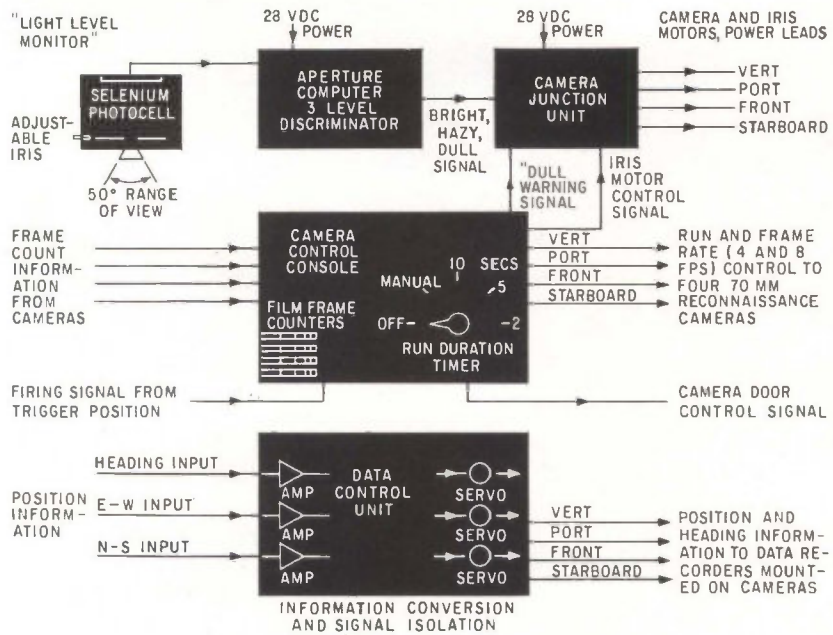 "LIGHT LEVEL
MONITOR"
28 VDC
POWER
28 VDC
POWER
CAMERA AND IRIS
MOTORS, POWER LEADS
SELENIUM
PHOTOCELL
ADJUST-
ABLE
IRIS
50° RANGE
OF VIEW
APERTURE
COMPUTER
3 LEVEL
DISCRIMINATOR
BRIGHT,
HAZY,
DULL
SIGNAL
CAMERA
JUNCTION
UNIT
VERT
PORT
FRONT
STARBOARD
"DULL
WARNING
SIGNAL
IRIS
MOTOR
CONTROL
SIGNAL
FRAME
COUNT
INFORMATION
FROM CAMERAS
CAMERA
CONTROL
CONSOLE
FILM FRAME
COUNTERS
MANUAL
10
SECS
5
OFF-
-2
RUN DURATION
TIMER
VERT
PORT
FRONT
STARBOARD
RUN AND FRAME
RATE (4 AND 8
FPS) CONTROL TO
FOUR 70 MM
RECONNAISSANCE
CAMERAS
FIRING SIGNAL FROM
TRIGGER POSITION
CAMERA DOOR
CONTROL SIGNAL
POSITION
INFORM-
ATION
HEADING INPUT
E-W INPUT
N-S INPUT
AMP
AMP
AMP
DATA
CONTROL
UNIT
SERVO
SERVO
SERVO
VERT
PORT
FRONT
STARBOARD
POSITION AND
HEADING INFORM-
ATION TO DATA RE-
CORDERS MOUNT-
ED ON CAMERAS
INFORMATION CONVERSION
AND SIGNAL ISOLATION